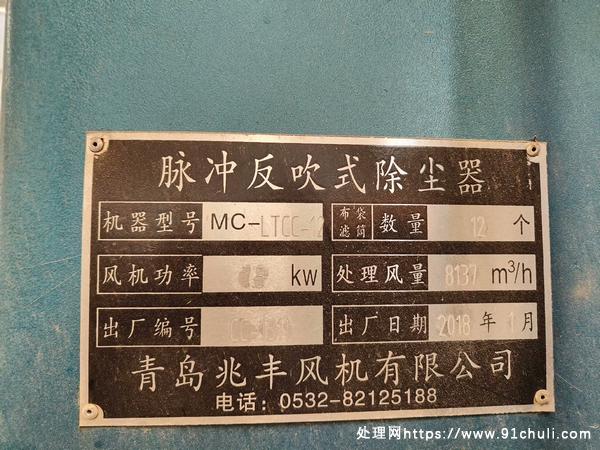 脉冲反吹式除尘器
机器型号 MC-LTCC-12 布袋滤筒 数量 12 个
风机功率 kw 处理风量 8137 m³/h
出厂编号 出厂日期 2018 年 1 月
青岛兆丰风机有限公司
电话：0532-82125188
处理网https://www.91chuli.com/